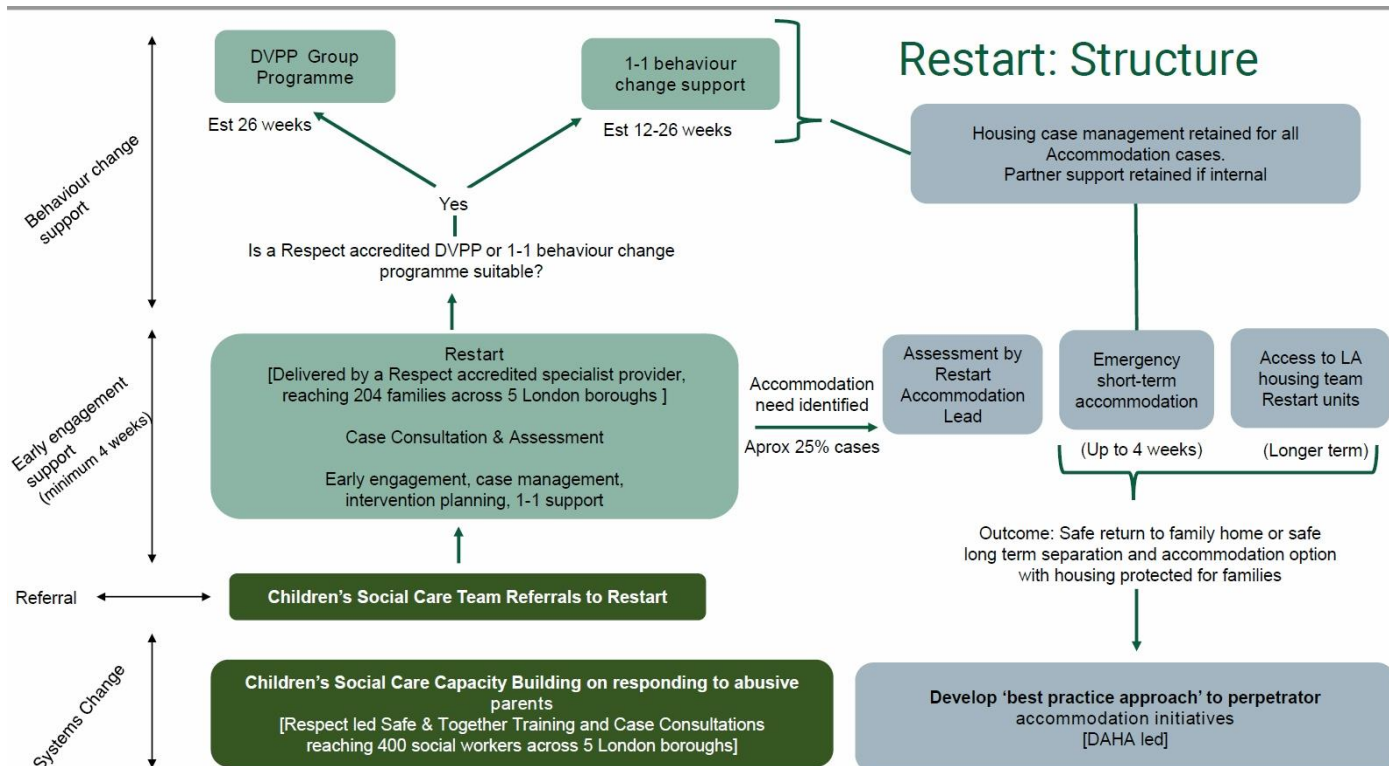 Restart: Structure
DVPP Group
Programme
Est 26 weeks
1-1 behaviour
change support
Est 12-26 weeks
Housing case management retained for all
Accommodation cases.
Partner support retained if internal
Behaviour change
support
Yes
Is a Respect accredited DVPP or 1-1 behaviour change
programme suitable?
Early engagement
support
(minimum 4 weeks)
Restart
[Delivered by a Respect accredited specialist provider,
reaching 204 families across 5 London boroughs ]
Case Consultation & Assessment
Early engagement, case management,
intervention planning, 1-1 support
Accommodation
need identified
Aprox 25% cases
Assessment by
Restart
Accommodation
Lead
Emergency
short-term
accommodation
(Up to 4 weeks)
Access to LA
housing team
Restart units
(Longer term)
Outcome: Safe return to family home or safe
long term separation and accommodation option
with housing protected for families
Referral
Children’s Social Care Team Referrals to Restart
Systems Change
Children’s Social Care Capacity Building on responding to abusive
parents
[Respect led Safe & Together Training and Case Consultations
reaching 400 social workers across 5 London boroughs]
Develop ‘best practice approach’ to perpetrator
accommodation initiatives
[DAHA led]